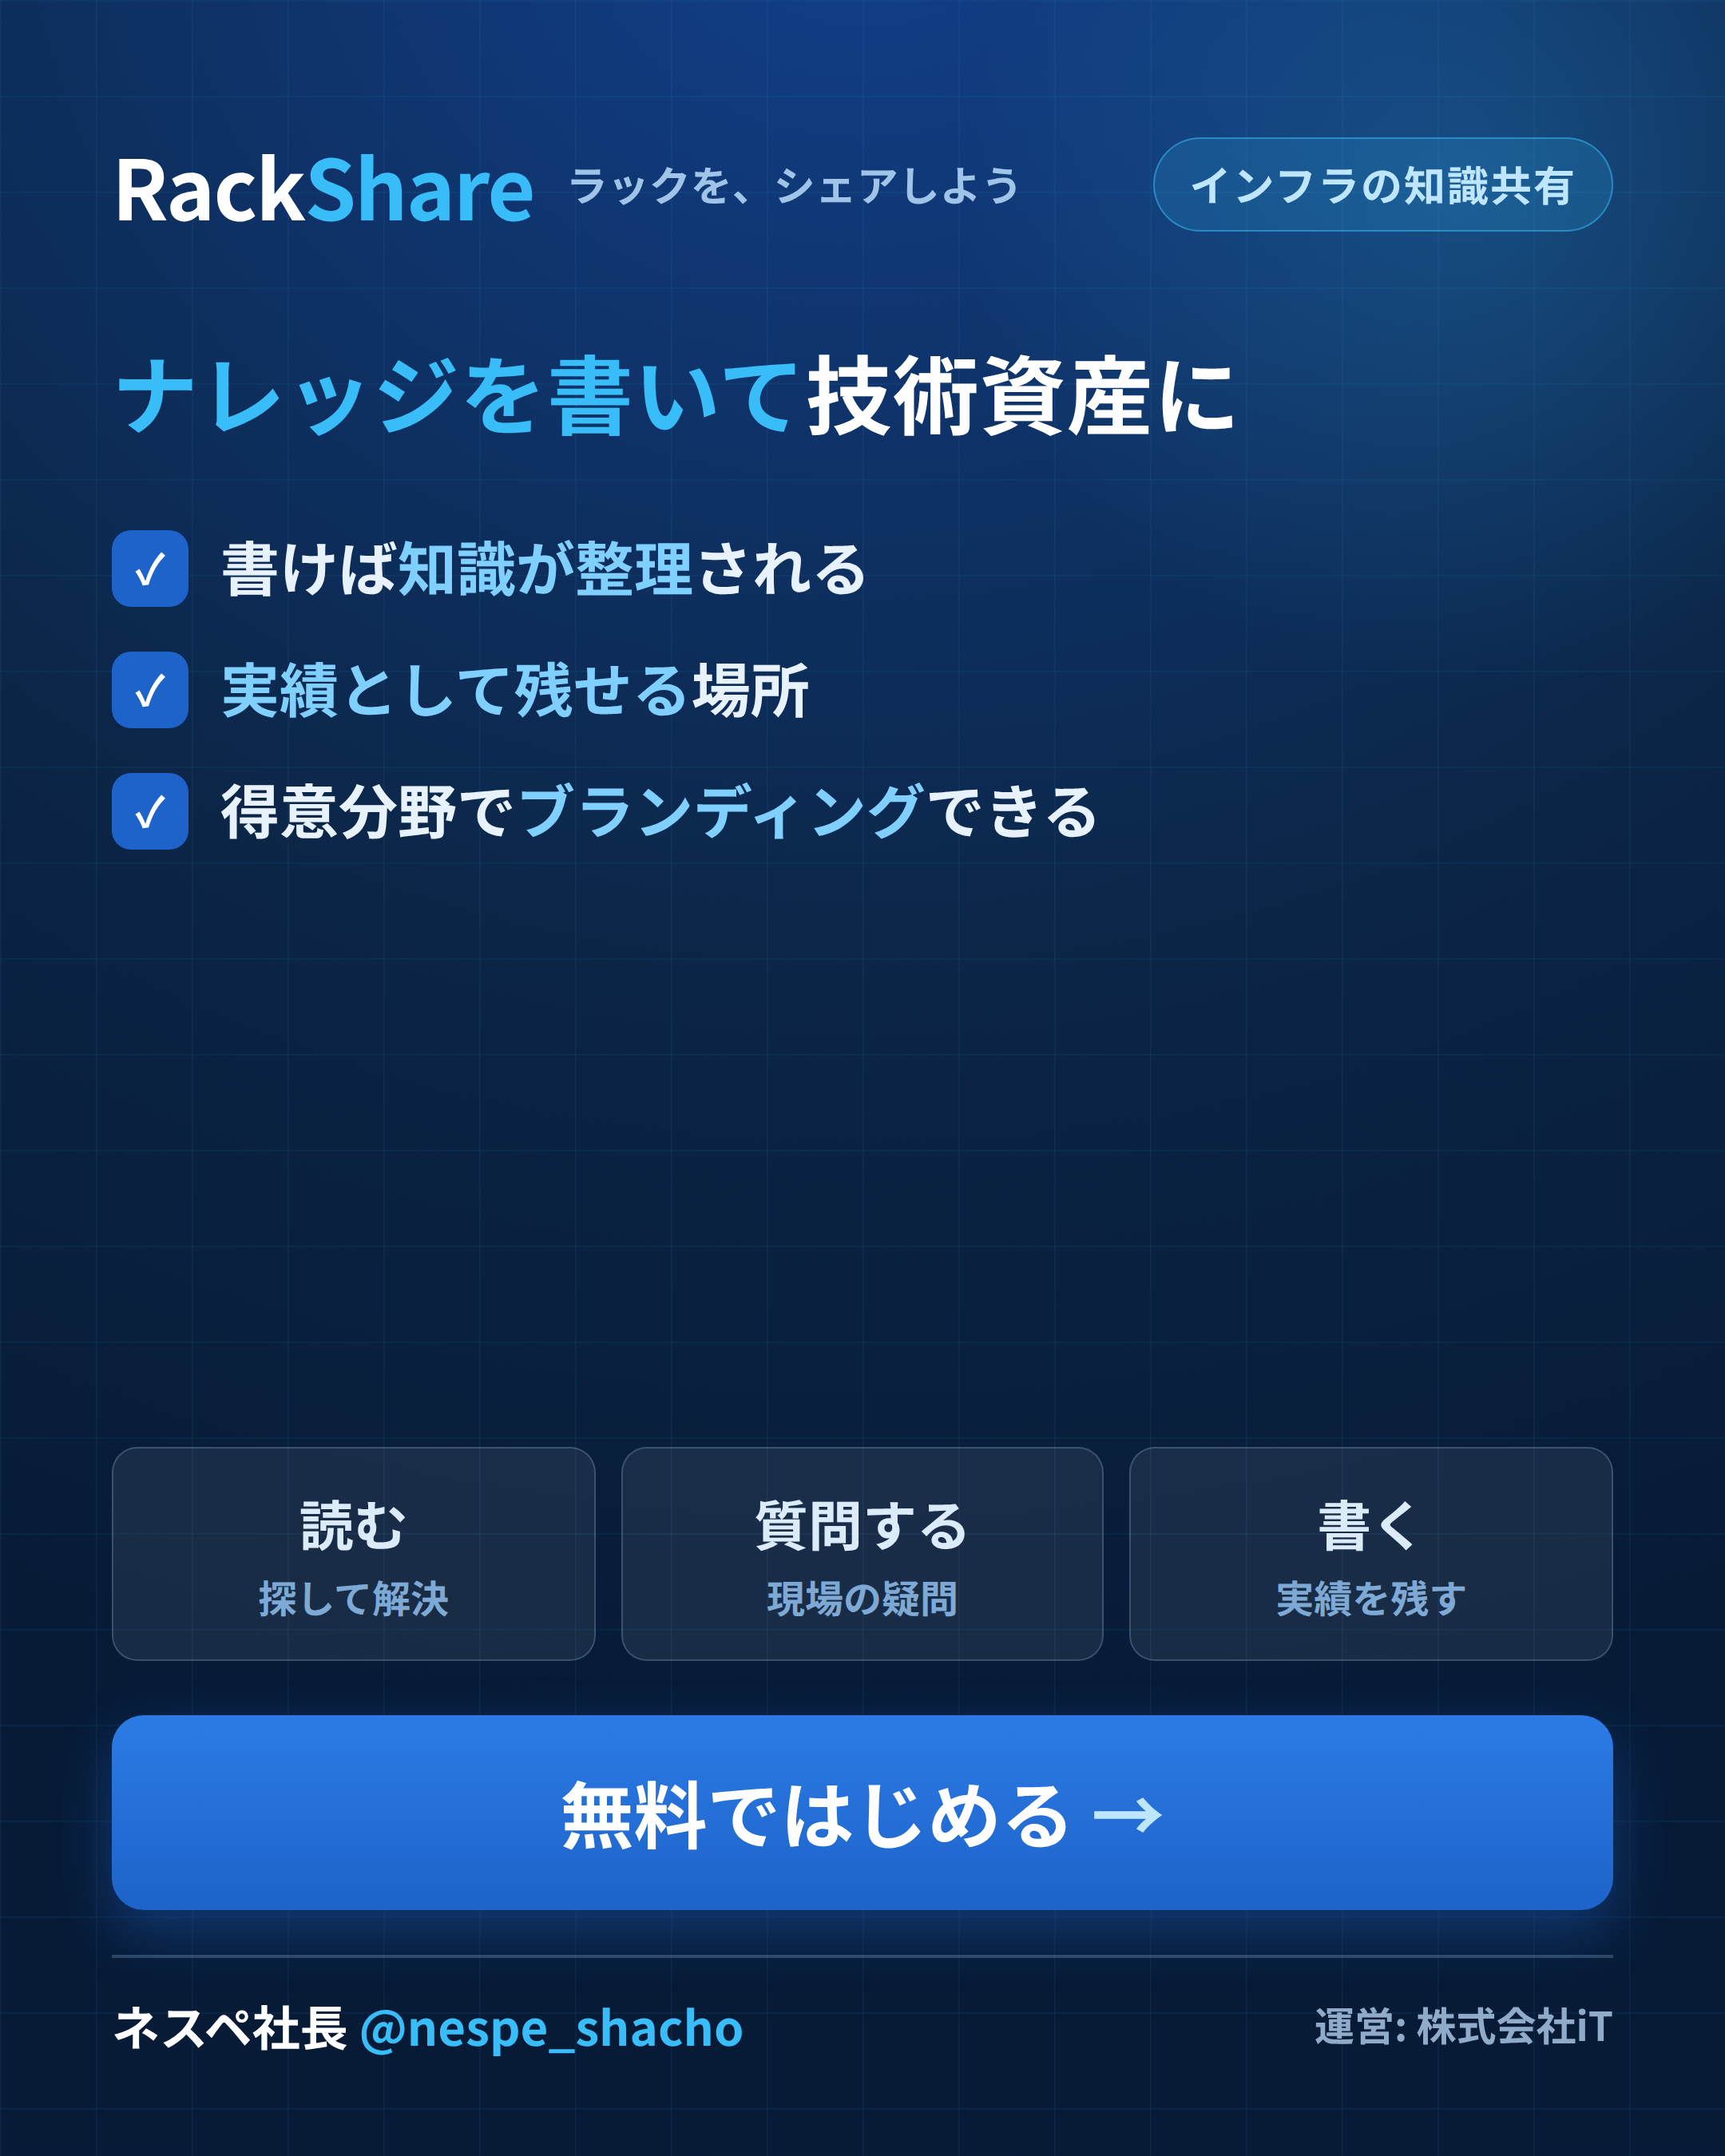 RackShare ラックを、シェアしよう インフラの知識共有
ナレッジを書いて技術資産に
✓ 書けば知識が整理される
✓ 実績として残せる場所
✓ 得意分野でブランディングできる
読む 質問する 書く
探して解決 現場の疑問 実績を残す
無料ではじめる →
ネスペ社長 @nespe_shacho 運営: 株式会社iT